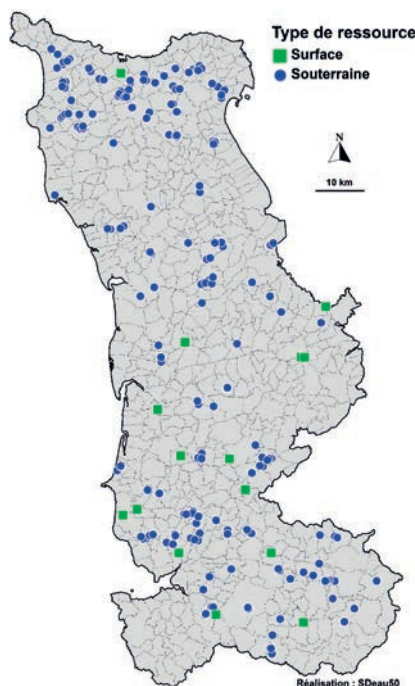 Type de ressource
Surface
Souterraine
N
10 km
Réalisation : SDeau50